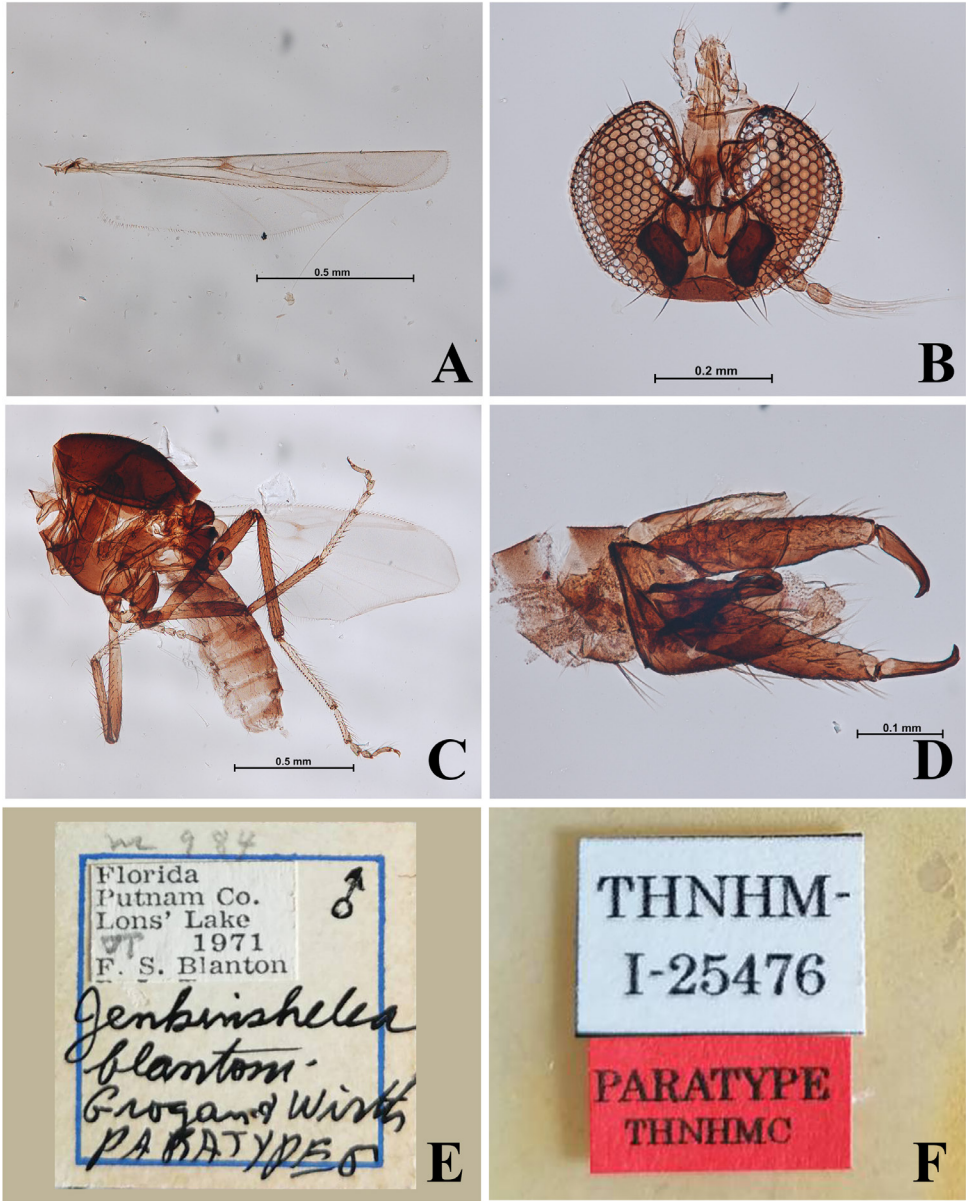 0.5 mm
A
0.2 mm
B
0.5 mm
C
0.1 mm
D
984
Florida
Putnam Co.
Lons' Lake
1971
F. S. Blanton
♂
Jenkinshelea
blantoni
Grogan & Wirth
PARATYPE ♂
E
THNHM-
I-25476
PARATYPE
THNHMC
F